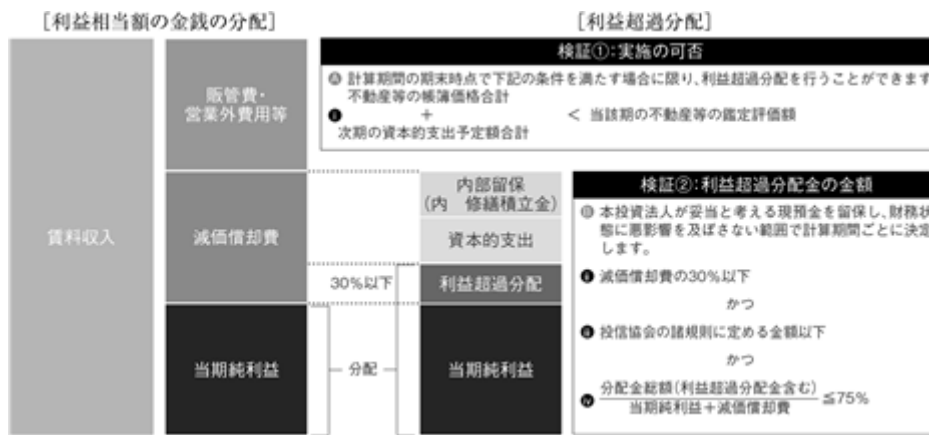 ［利益相当額の金銭の分配］
［利益超過分配］
賃料収入
販管費・
営業外費用等
減価償却費
当期純利益
30%以下
分配
内部留保
（内　修繕積立金）
資本的支出
利益超過分配
当期純利益
検証①：実施の可否
Ⓐ 計算期間の期末時点で下記の条件を満たす場合に限り、利益超過分配を行うことができます
不動産等の帳簿価格合計
❶ + < 当該期の不動産等の鑑定評価額
次期の資本的支出予定額合計
検証②：利益超過分配金の金額
Ⓑ 本投資法人が妥当と考える現預金を留保し、財務状
態に悪影響を及ぼさない範囲で計算期間ごとに決定
します。
減価償却費の30%以下
かつ
投信協会の諸規則に定める金額以下
かつ
分配金総額（利益超過分配金含む）
当期純利益＋減価償却費
≦75%